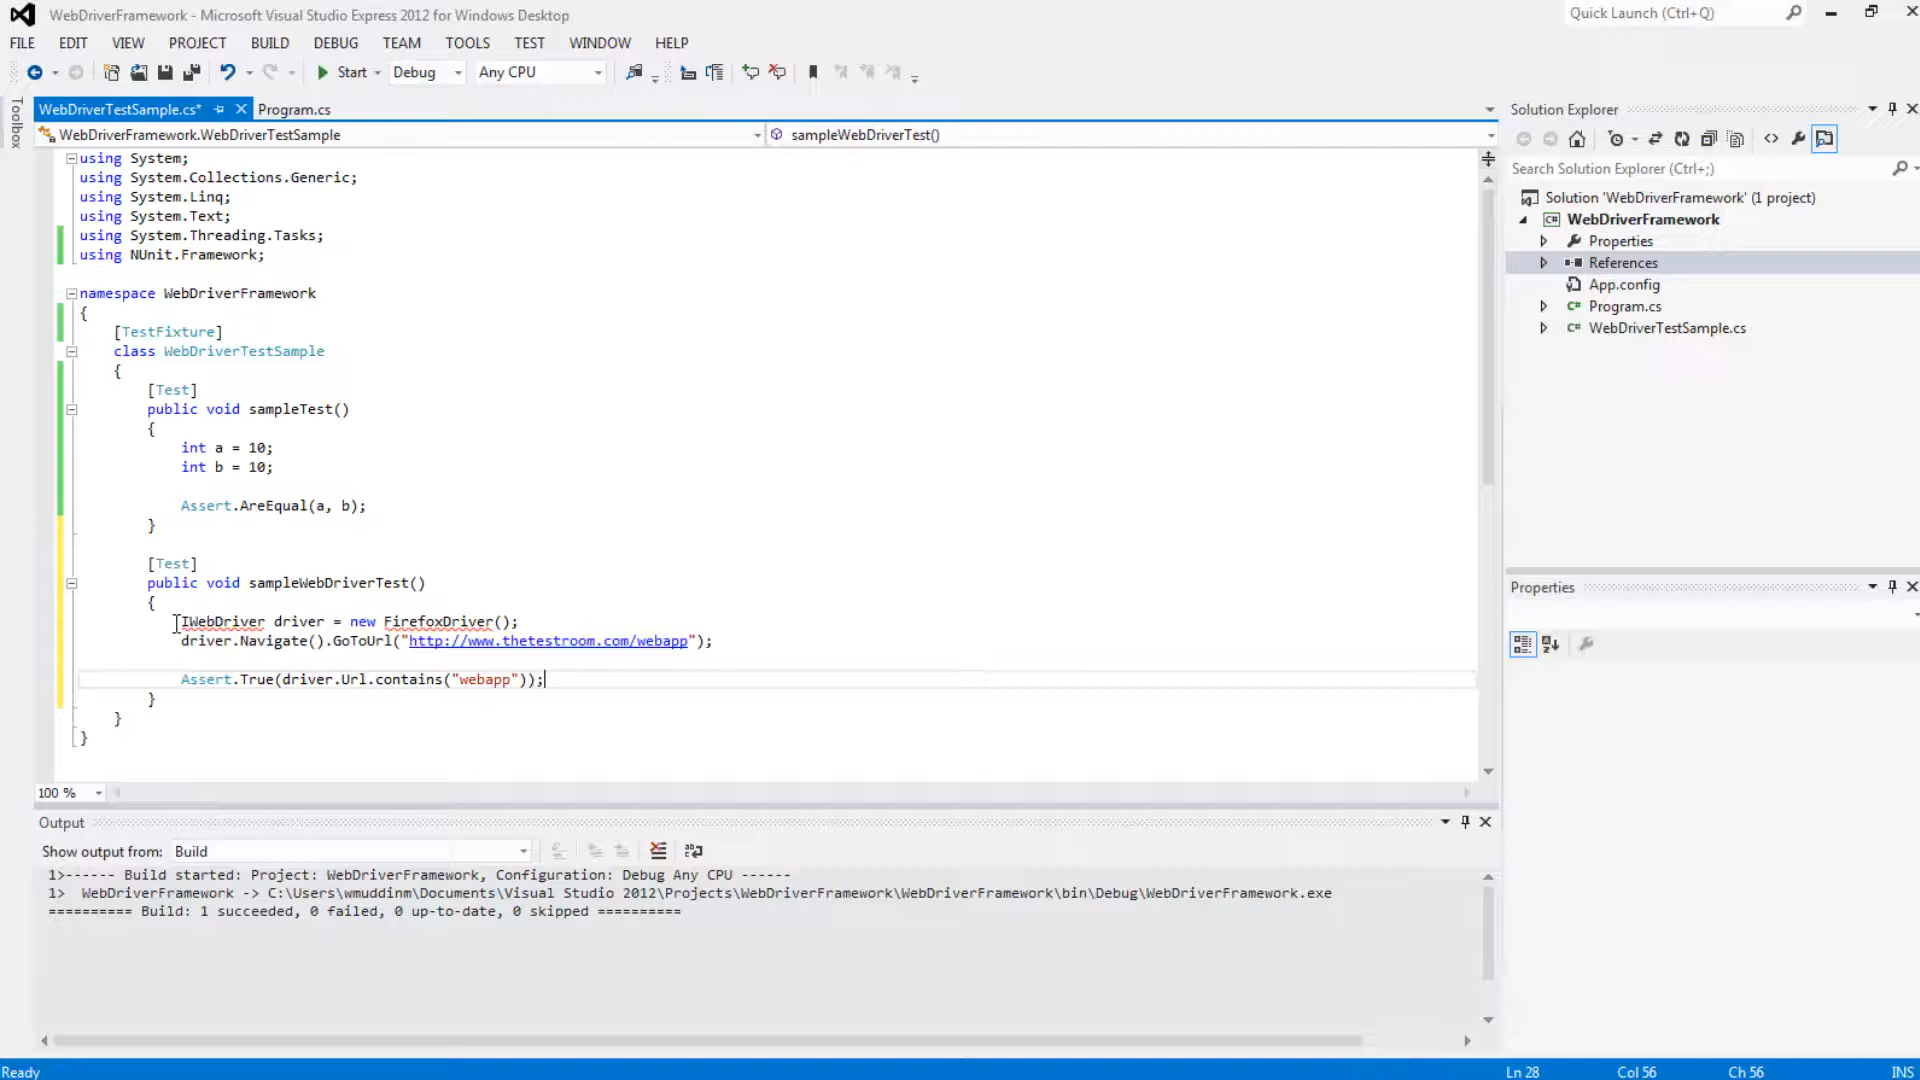 WebDriverFramework - Microsoft Visual Studio Express 2012 for Windows Desktop
Quick Launch (Ctrl+Q)
FILE EDIT VIEW PROJECT BUILD DEBUG TEAM TOOLS TEST WINDOW HELP
Start Debug Any CPU
Toolbox
WebDriverTestSample.cs* Program.cs
WebDriverFramework.WebDriverTestSample sampleWebDriverTest()
using System;
using System.Collections.Generic;
using System.Linq;
using System.Text;
using System.Threading.Tasks;
using NUnit.Framework;
namespace WebDriverFramework
{
[TestFixture]
class WebDriverTestSample
{
[Test]
public void sampleTest()
{
int a = 10;
int b = 10;
Assert.AreEqual(a, b);
}
[Test]
public void sampleWebDriverTest()
{
IWebDriver driver = new FirefoxDriver();
driver.Navigate().GoToUrl("http://www.thetestroom.com/webapp");
Assert.True(driver.Url.contains("webapp"));
}
}
}
100 %
Output
Show output from: Build
1>------ Build started: Project: WebDriverFramework, Configuration: Debug Any CPU ------
1>  WebDriverFramework -> C:\Users\wmuddinm\Documents\Visual Studio 2012\Projects\WebDriverFramework\WebDriverFramework\bin\Debug\WebDriverFramework.exe
========== Build: 1 succeeded, 0 failed, 0 up-to-date, 0 skipped ==========
Solution Explorer
Search Solution Explorer (Ctrl+;)
Solution 'WebDriverFramework' (1 project)
C# WebDriverFramework
Properties
References
App.config
C# Program.cs
C# WebDriverTestSample.cs
Properties
Ready Ln 28 Col 56 Ch 56 INS